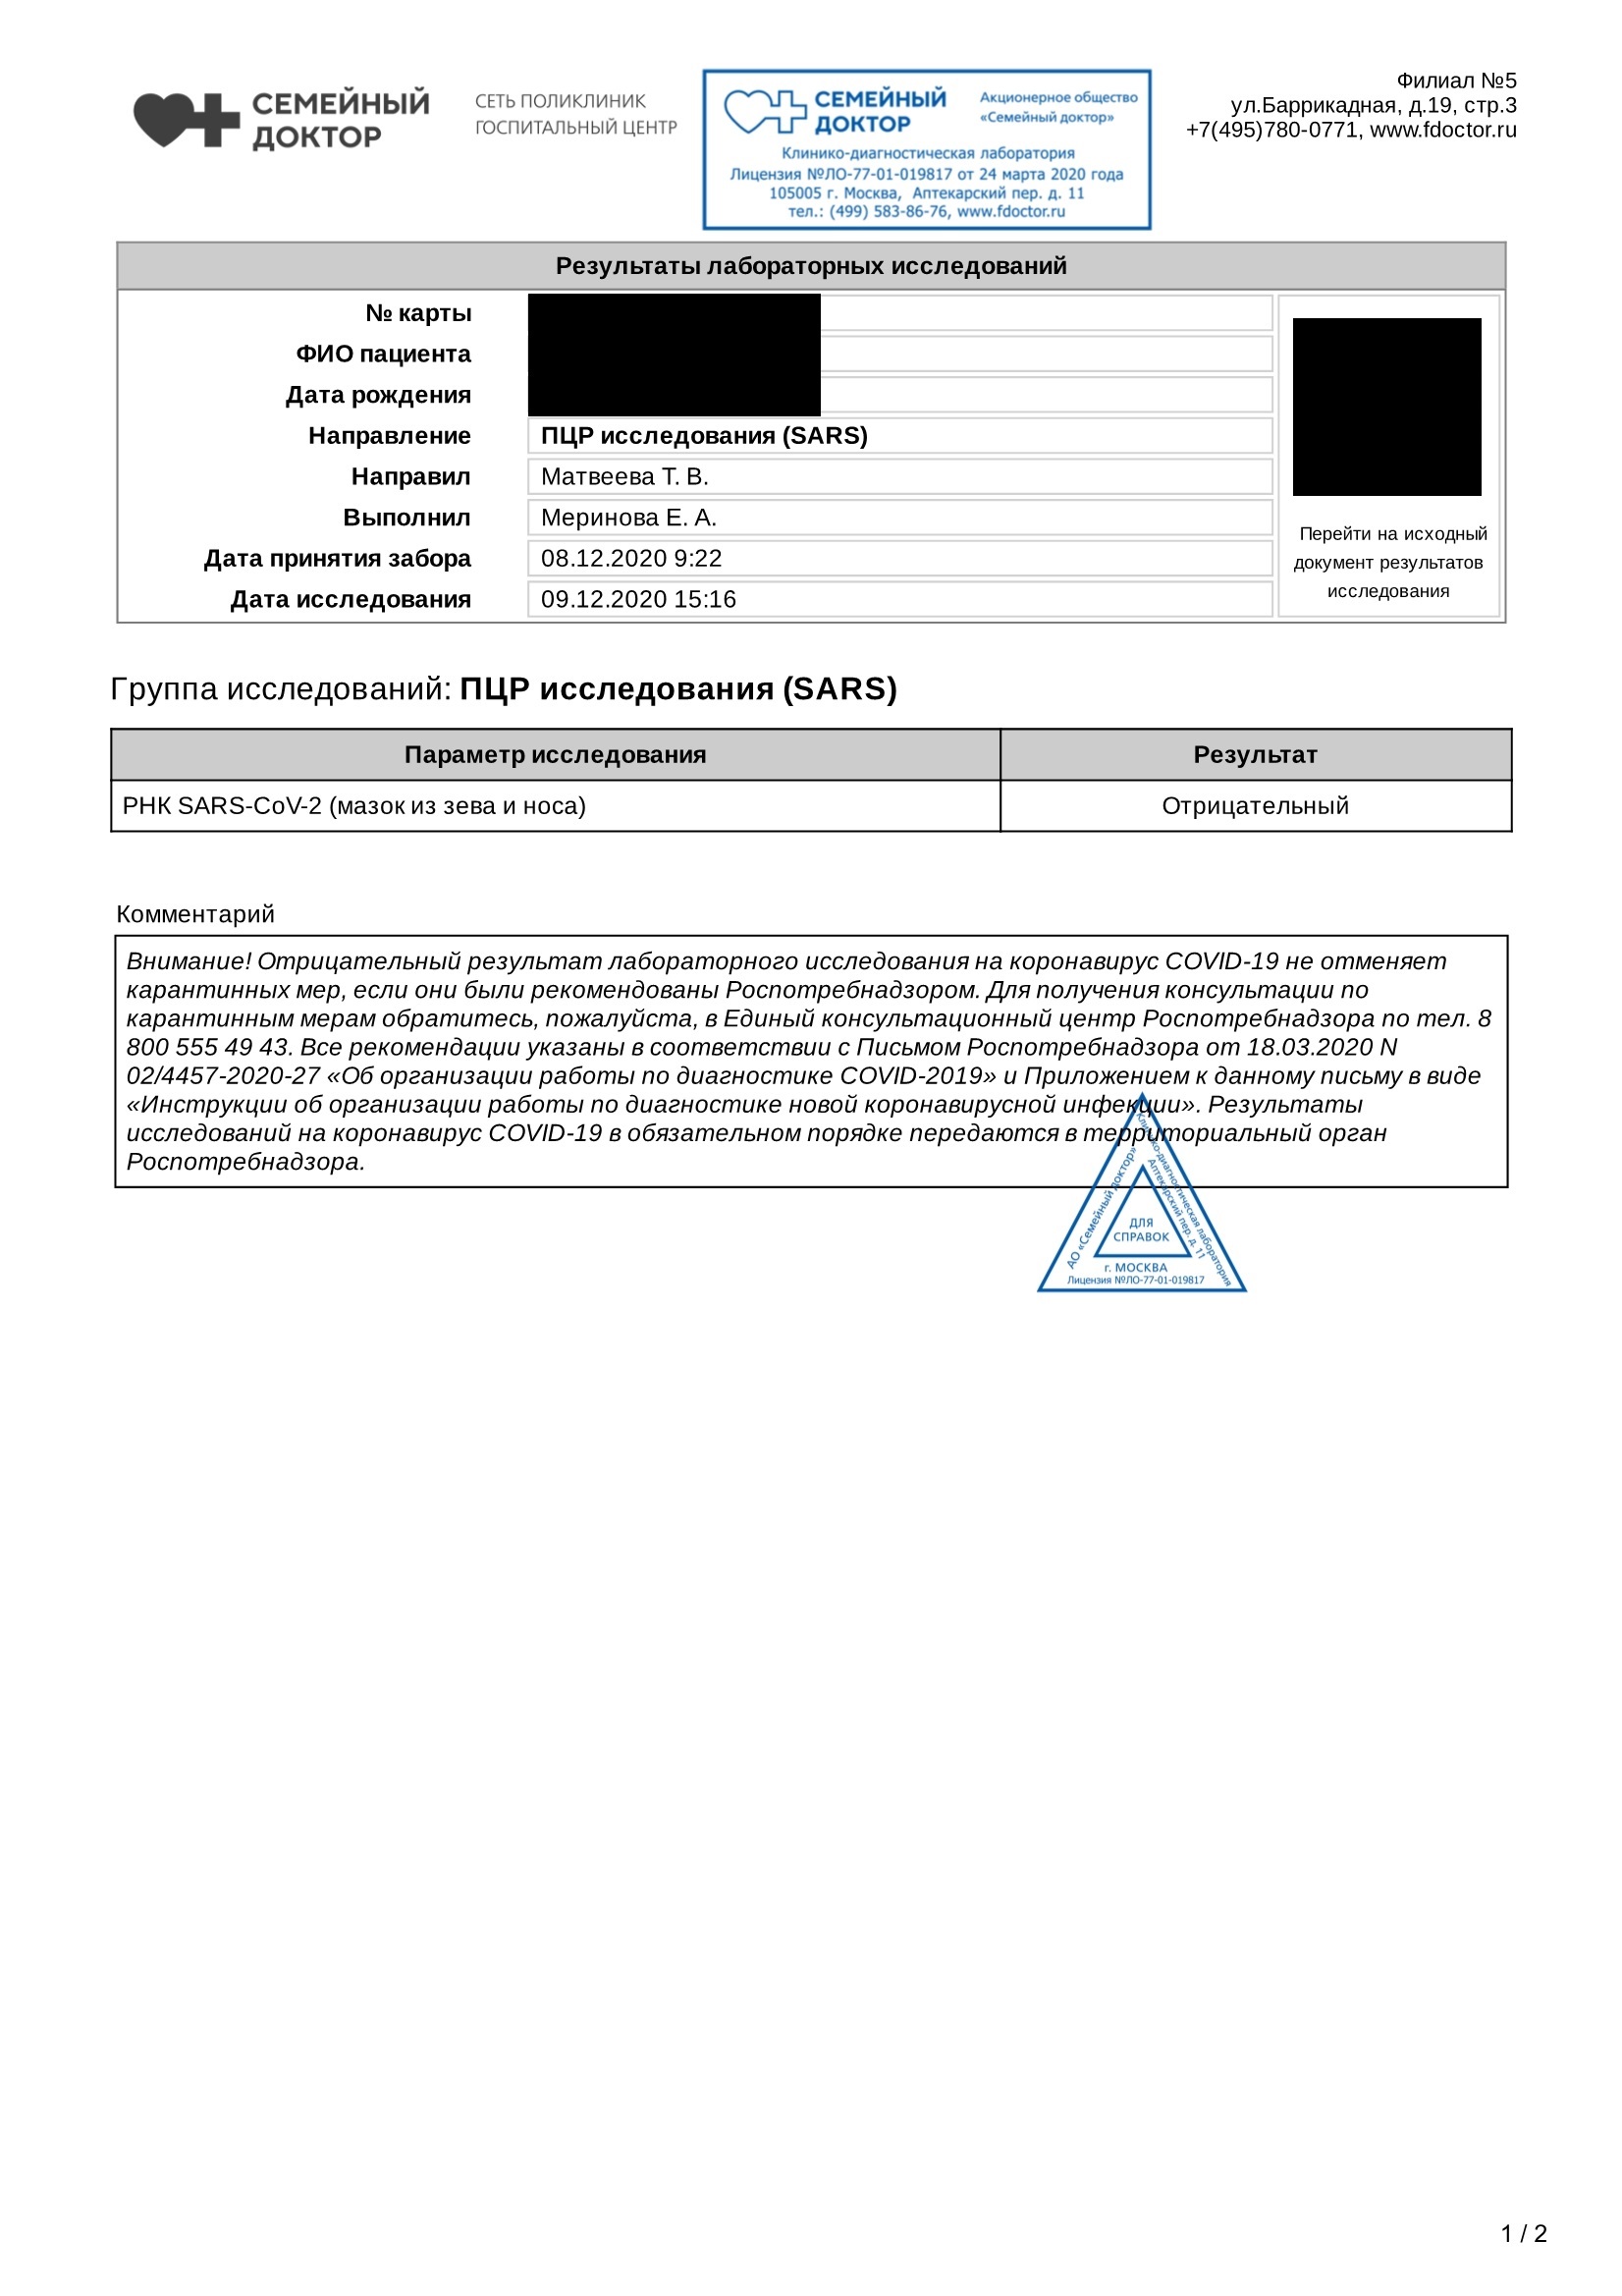 СЕМЕЙНЫЙ
ДОКТОР
СЕТЬ ПОЛИКЛИНИК
ГОСПИТАЛЬНЫЙ ЦЕНТР
СЕМЕЙНЫЙ
ДОКТОР
Акционерное общество
«Семейный доктор»
Клинико-диагностическая лаборатория
Лицензия №ЛО-77-01-019817 от 24 марта 2020 года
105005 г. Москва, Аптекарский пер. д. 11
тел.: (499) 583-86-76, www.fdoctor.ru
Филиал №5
ул.Баррикадная, д.19, стр.3
+7(495)780-0771, www.fdoctor.ru
Результаты лабораторных исследований
№ карты
ФИО пациента
Дата рождения
Направление ПЦР исследования (SARS)
Направил Матвеева Т. В.
Выполнил Меринова Е. А.
Дата принятия забора 08.12.2020 9:22
Дата исследования 09.12.2020 15:16
Перейти на исходный
документ результатов
исследования
Группа исследований: ПЦР исследования (SARS)
Параметр исследования Результат
РНК SARS-CoV-2 (мазок из зева и носа) Отрицательный
Комментарий
Внимание! Отрицательный результат лабораторного исследования на коронавирус COVID-19 не отменяет
карантинных мер, если они были рекомендованы Роспотребнадзором. Для получения консультации по
карантинным мерам обратитесь, пожалуйста, в Единый консультационный центр Роспотребнадзора по тел. 8
800 555 49 43. Все рекомендации указаны в соответствии с Письмом Роспотребнадзора от 18.03.2020 N
02/4457-2020-27 «Об организации работы по диагностике COVID-2019» и Приложением к данному письму в виде
«Инструкции об организации работы по диагностике новой коронавирусной инфекции». Результаты
исследований на коронавирус COVID-19 в обязательном порядке передаются в территориальный орган
Роспотребнадзора.
АО «Семейный доктор»
Клинико-диагностическая лаборатория
Аптекарский пер. д. 11
ДЛЯ
СПРАВОК
г. МОСКВА
Лицензия №ЛО-77-01-019817
1 / 2